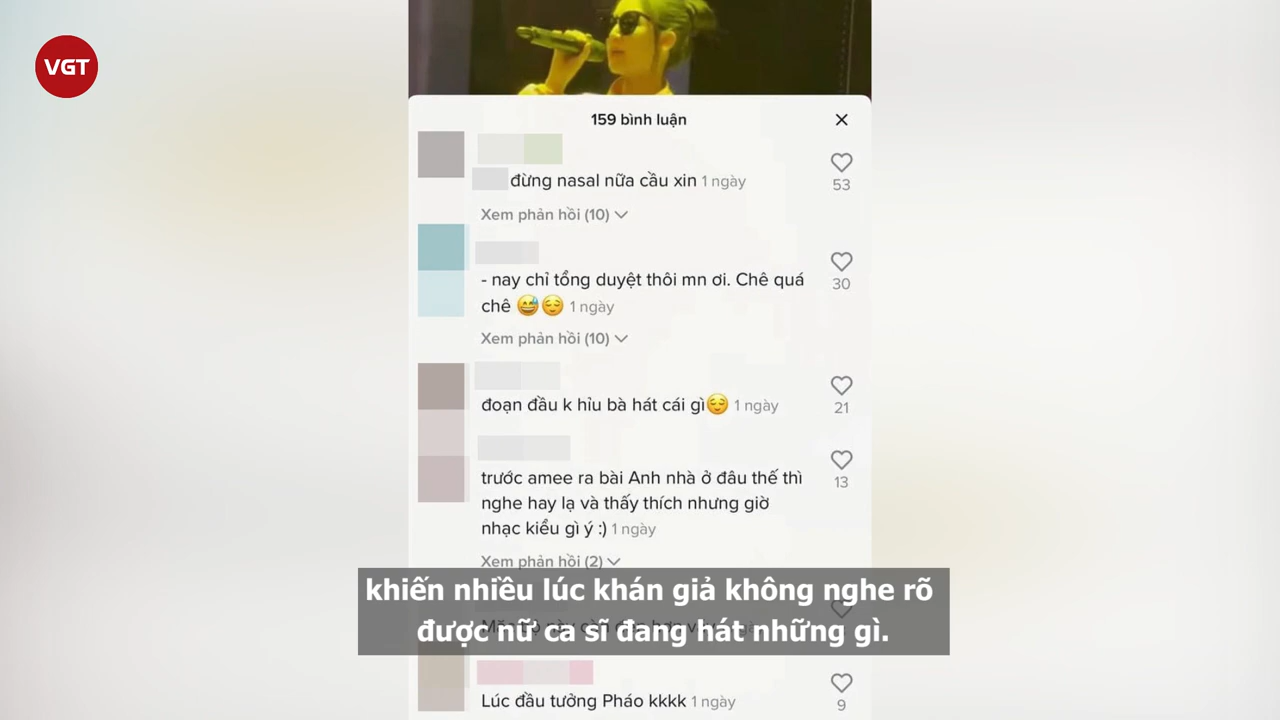 VGT
159 bình luận
đừng nasal nữa cầu xin 1 ngày
53
Xem phản hồi (10)
- nay chỉ tổng duyệt thôi mn ơi. Chê quá
chê 😅😌 1 ngày
30
Xem phản hồi (10)
đoạn đầu k hỉu bà hát cái gì😌 1 ngày
21
trước amee ra bài Anh nhà ở đâu thế thì
nghe hay lạ và thấy thích nhưng giờ
nhạc kiểu gì ý :) 1 ngày
13
Xem phản hồi (2)
khiến nhiều lúc khán giả không nghe rõ
được nữ ca sĩ đang hát những gì.
Lúc đầu tưởng Pháo kkkk 1 ngày
9